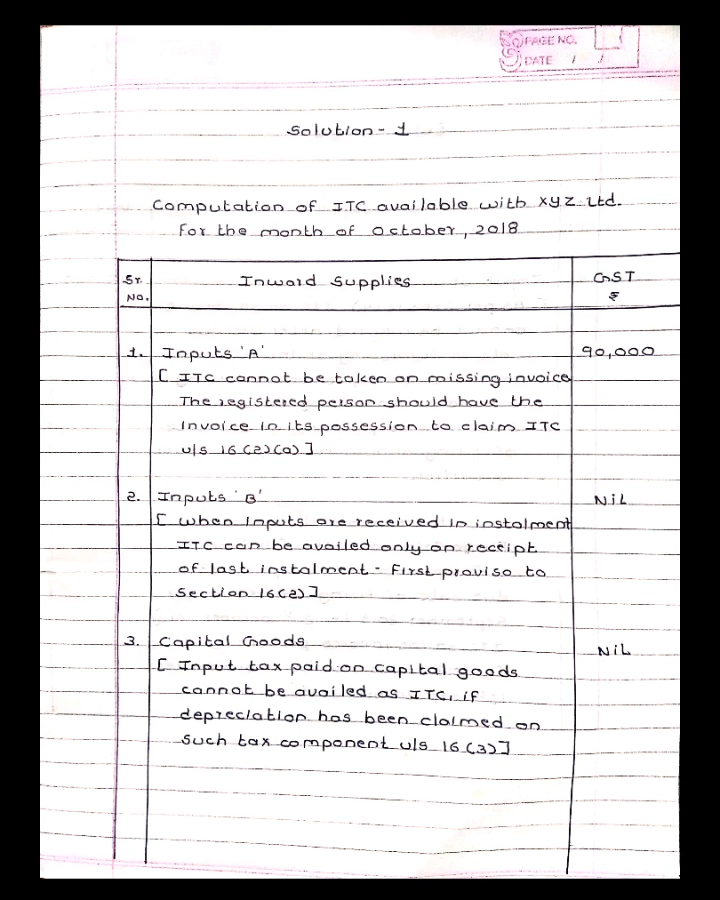 PAGE NO.
DATE / /
Solution - 1
Computation of ITC available with XYZ Ltd.
For the month of October, 2018
Sr. No.
Inward Supplies
GST ₹
1. Inputs 'A' 90,000
[ ITC cannot be taken on missing invoice
The registered person should have the
invoice in its possession to claim ITC
u/s 16(2)(a) ]
2. Inputs 'B' Nil
[ When inputs are received in instalment
ITC can be availed only on receipt
of last instalment - First proviso to
Section 16(2) ]
3. Capital Goods Nil
[ Input tax paid on capital goods
cannot be availed as ITC, if
depreciation has been claimed on
such tax component u/s 16(3) ]